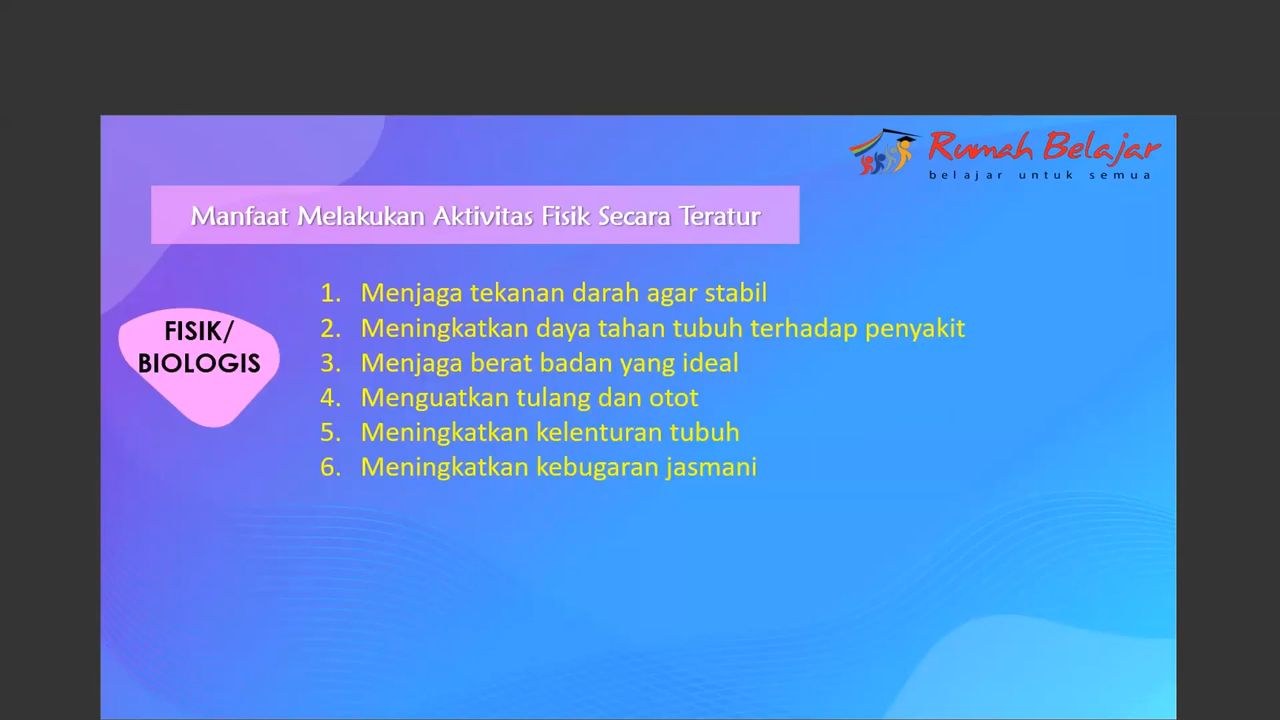 Rumah Belajar
belajar untuk semua
Manfaat Melakukan Aktivitas Fisik Secara Teratur
FISIK/
BIOLOGIS
1. Menjaga tekanan darah agar stabil
2. Meningkatkan daya tahan tubuh terhadap penyakit
3. Menjaga berat badan yang ideal
4. Menguatkan tulang dan otot
5. Meningkatkan kelenturan tubuh
6. Meningkatkan kebugaran jasmani